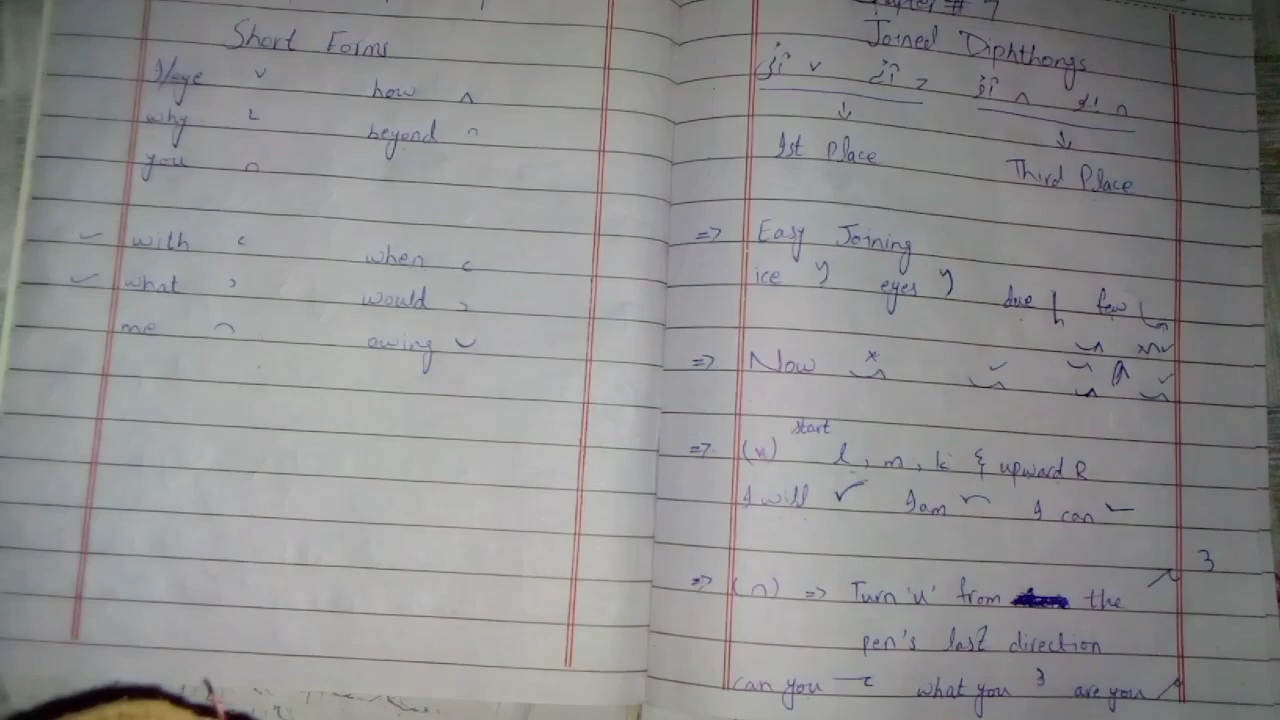 Short Forms
I/eye how
why beyond
you
with when
what would
me owing
Joined Diphthongs
1st Place
Third Place
=> Easy Joining
ice eyes due few
=> Now
start
=> l, m, k & upward R
I will I am I can
3
=> (n) => Turn 'u' from the
pen's last direction
can you what you are you